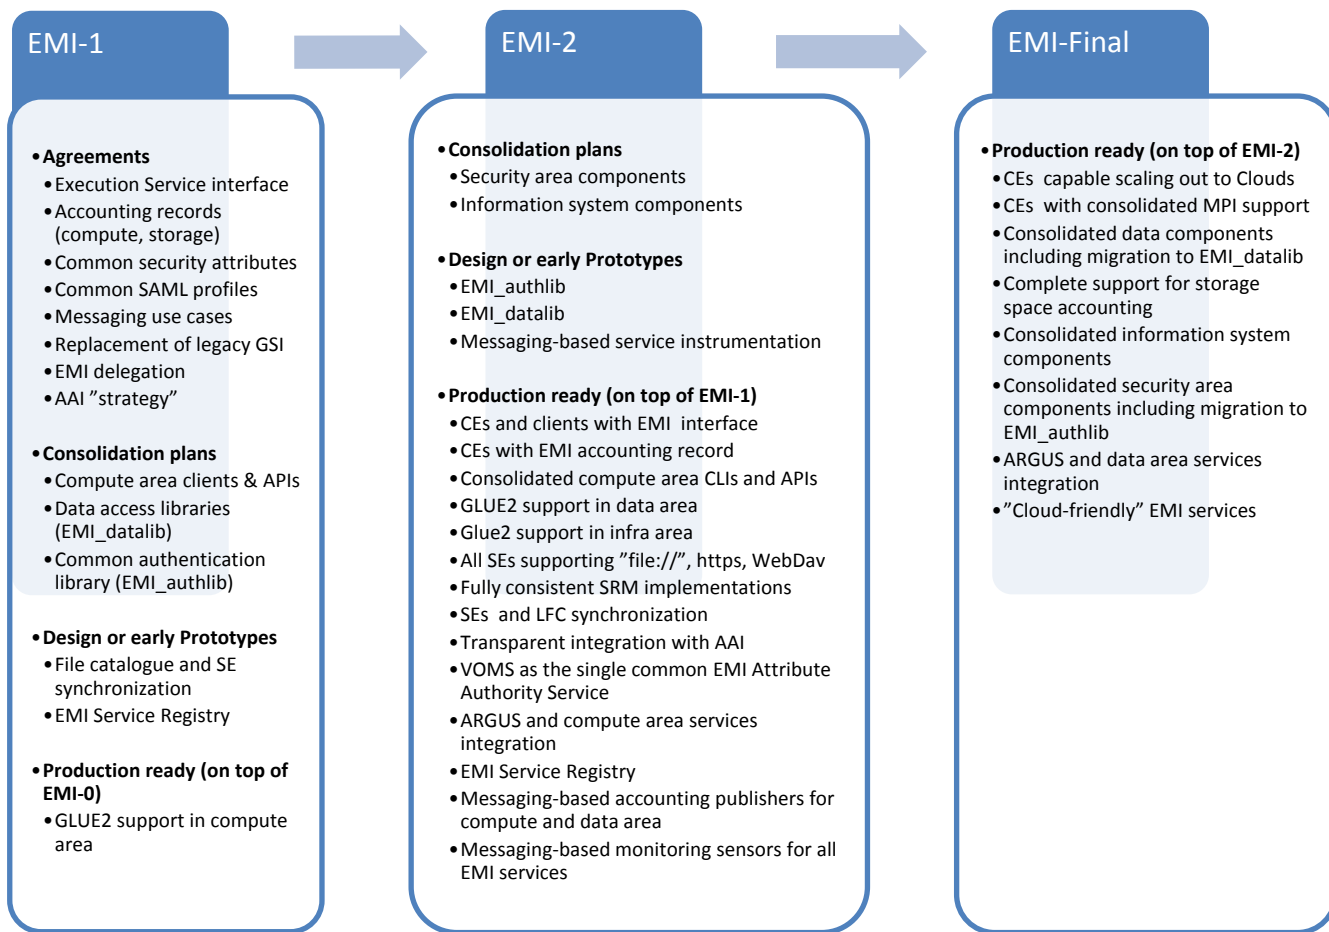 EMI-1
•Agreements
•Execution Service interface
•Accounting records
(compute, storage)
•Common security attributes
•Common SAML profiles
•Messaging use cases
•Replacement of legacy GSI
•EMI delegation
•AAI ”strategy”
•Consolidation plans
•Compute area clients & APIs
•Data access libraries
(EMI_datalib)
•Common authentication
library (EMI_authlib)
•Design or early Prototypes
•File catalogue and SE
synchronization
•EMI Service Registry
•Production ready (on top of
EMI-0)
•GLUE2 support in compute
area
EMI-2
•Consolidation plans
•Security area components
•Information system components
•Design or early Prototypes
•EMI_authlib
•EMI_datalib
•Messaging-based service instrumentation
•Production ready (on top of EMI-1)
•CEs and clients with EMI interface
•CEs with EMI accounting record
•Consolidated compute area CLIs and APIs
•GLUE2 support in data area
•Glue2 support in infra area
•All SEs supporting ”file://”, https, WebDav
•Fully consistent SRM implementations
•SEs and LFC synchronization
•Transparent integration with AAI
•VOMS as the single common EMI Attribute
Authority Service
•ARGUS and compute area services
integration
•EMI Service Registry
•Messaging-based accounting publishers for
compute and data area
•Messaging-based monitoring sensors for all
EMI services
EMI-Final
•Production ready (on top of EMI-2)
•CEs capable scaling out to Clouds
•CEs with consolidated MPI support
•Consolidated data components
including migration to EMI_datalib
•Complete support for storage
space accounting
•Consolidated information system
components
•Consolidated security area
components including migration to
EMI_authlib
•ARGUS and data area services
integration
•”Cloud-friendly” EMI services